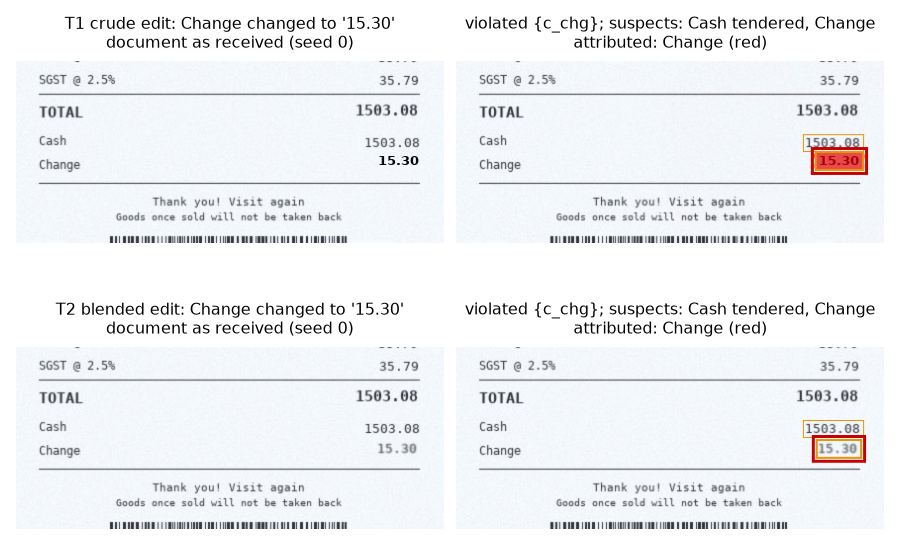 T1 crude edit: Change changed to '15.30'
document as received (seed 0)
SGST @ 2.5% 35.79
TOTAL 1503.08
Cash 1503.08
Change 15.30
Thank you! Visit again
Goods once sold will not be taken back
violated {c_chg}; suspects: Cash tendered, Change
attributed: Change (red)
SGST @ 2.5% 35.79
TOTAL 1503.08
Cash 1503.08
Change 15.30
Thank you! Visit again
Goods once sold will not be taken back
T2 blended edit: Change changed to '15.30'
document as received (seed 0)
SGST @ 2.5% 35.79
TOTAL 1503.08
Cash 1503.08
Change 15.30
Thank you! Visit again
Goods once sold will not be taken back
violated {c_chg}; suspects: Cash tendered, Change
attributed: Change (red)
SGST @ 2.5% 35.79
TOTAL 1503.08
Cash 1503.08
Change 15.30
Thank you! Visit again
Goods once sold will not be taken back